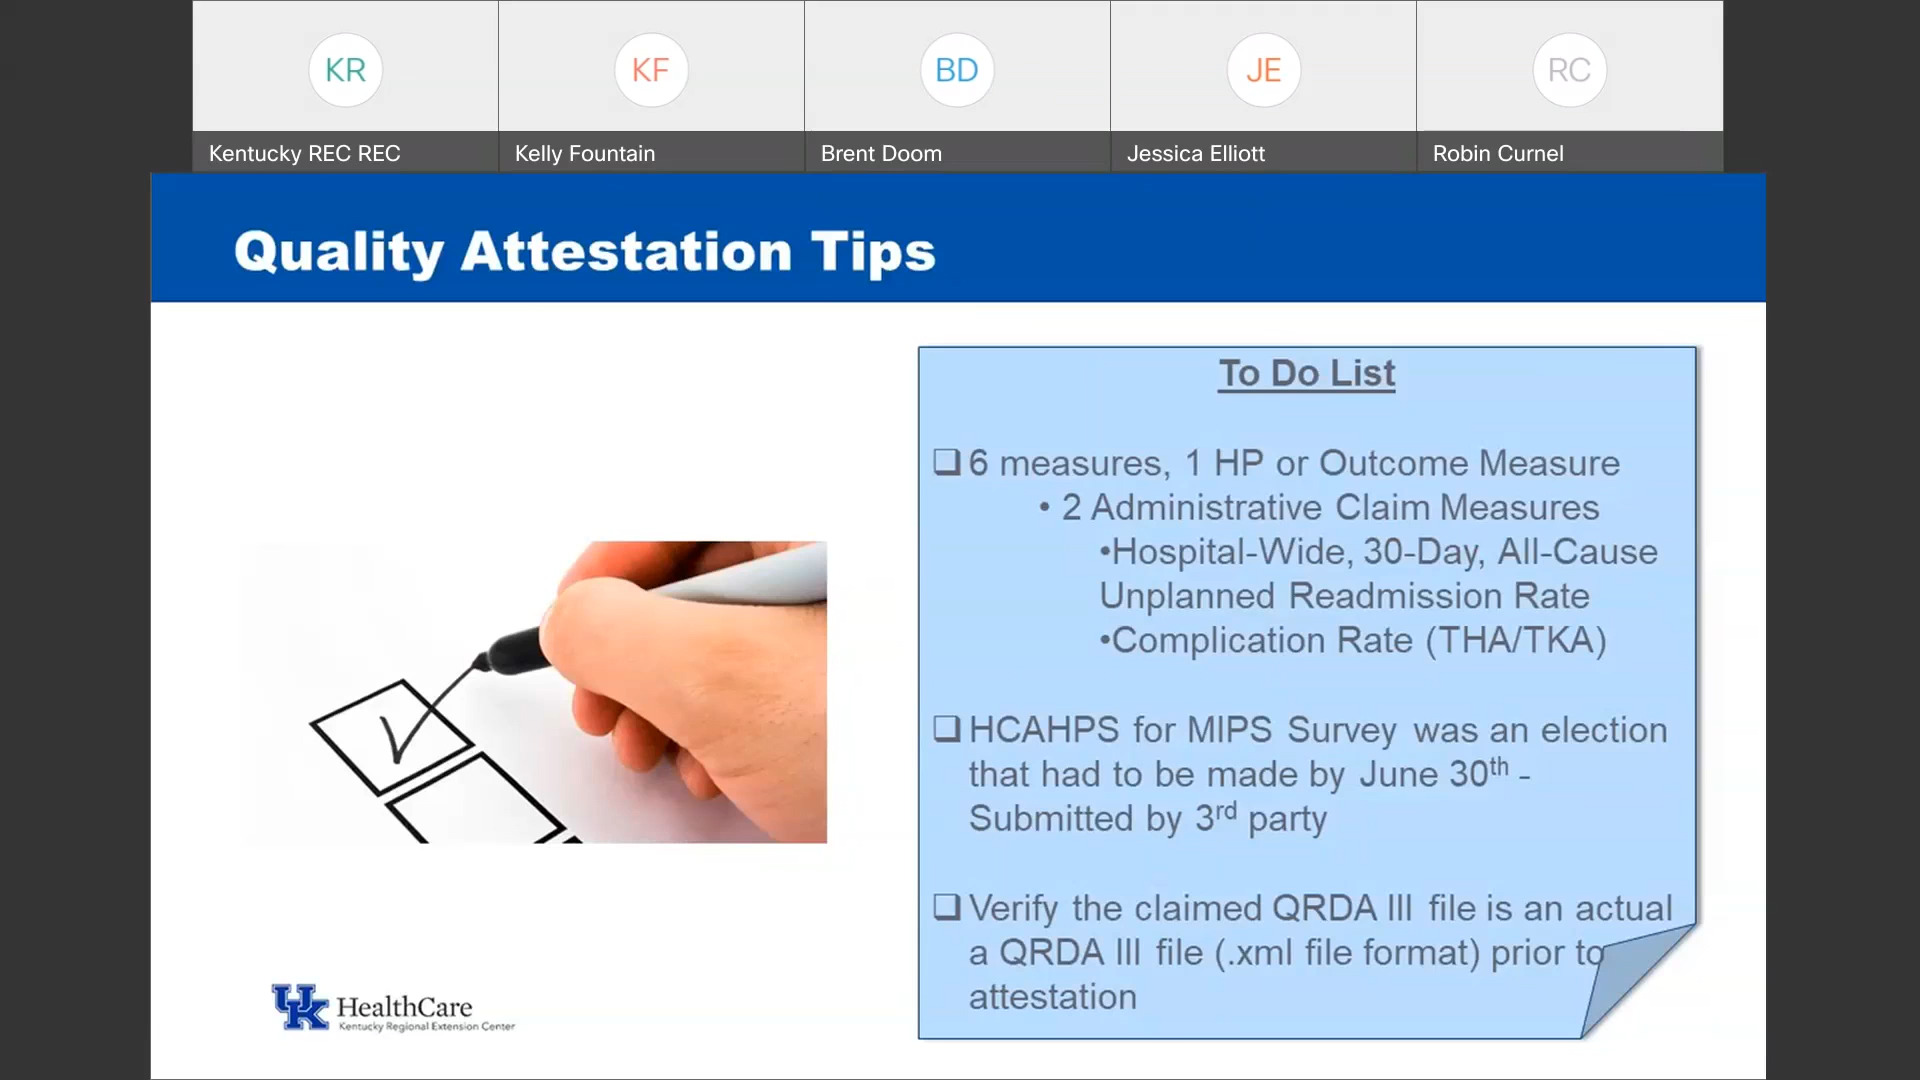 KR
KF
BD
JE
RC
Kentucky REC REC
Kelly Fountain
Brent Doom
Jessica Elliott
Robin Curnel
Quality Attestation Tips
To Do List
6 measures, 1 HP or Outcome Measure
• 2 Administrative Claim Measures
•Hospital-Wide, 30-Day, All-Cause
Unplanned Readmission Rate
•Complication Rate (THA/TKA)
HCAHPS for MIPS Survey was an election
that had to be made by June 30th -
Submitted by 3rd party
Verify the claimed QRDA III file is an actual
a QRDA III file (.xml file format) prior to
attestation
UK HealthCare
Kentucky Regional Extension Center